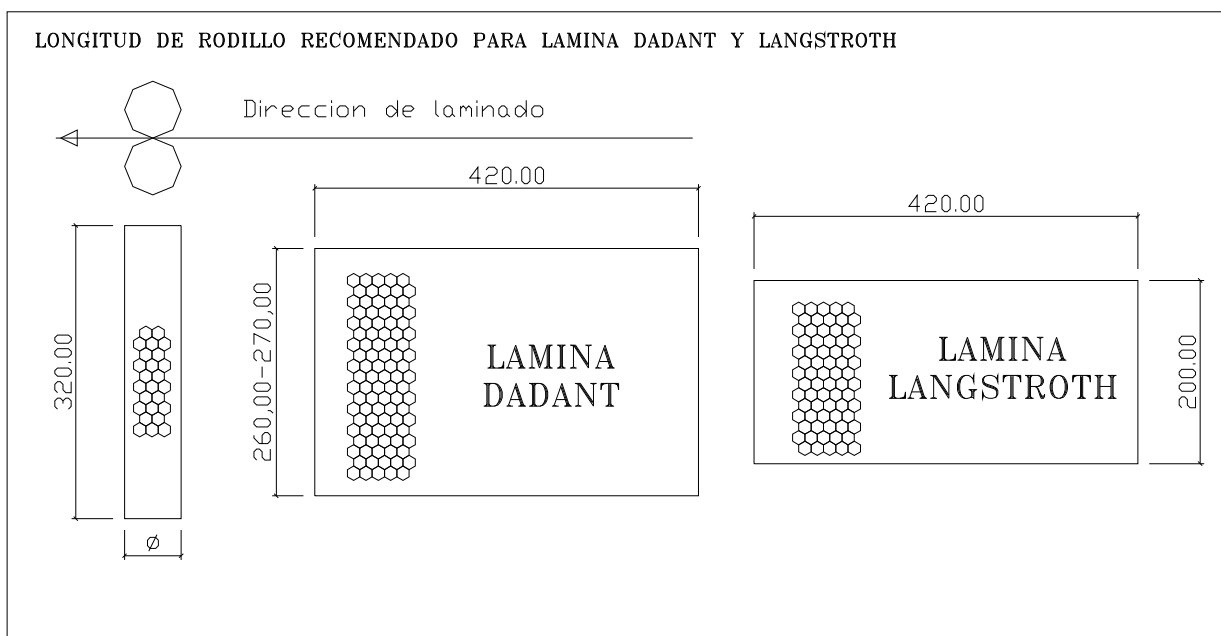 LONGITUD DE RODILLO RECOMENDADO PARA LAMINA DADANT Y LANGSTROTH
Direccion de laminado
420.00
420.00
320.00
260,00-270,00
LAMINA
DADANT
LAMINA
LANGSTROTH
200.00
Ø